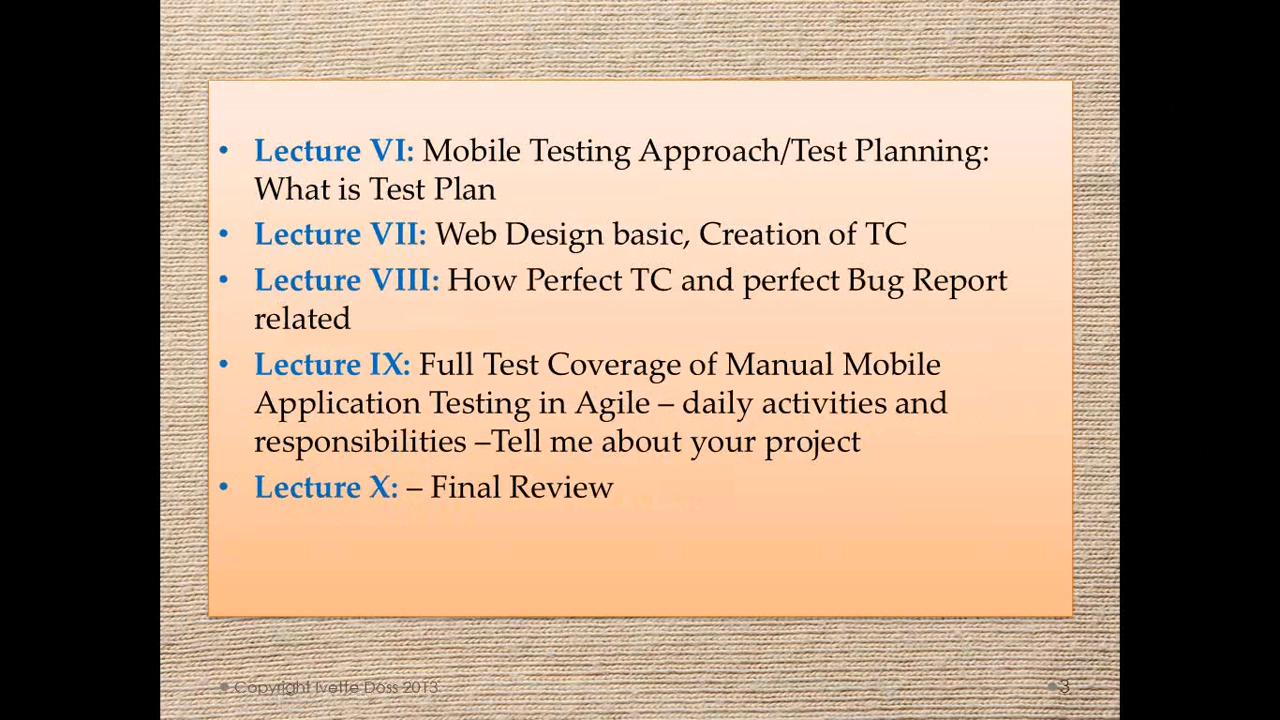 • Lecture VI: Mobile Testing Approach/Test Planning:
What is Test Plan
• Lecture VII: Web Design basic, Creation of TC
• Lecture VIII: How Perfect TC and perfect Bug Report
related
• Lecture IX: Full Test Coverage of Manual Mobile
Application Testing in Agile – daily activities and
responsibilities –Tell me about your project
• Lecture X: – Final Review
• Copyright Ivette Doss 2013
• 3